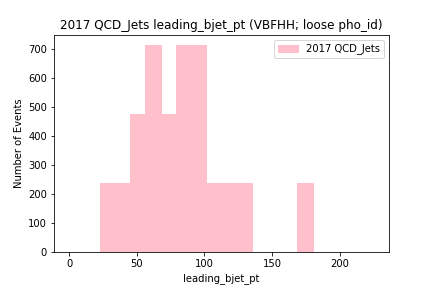 2017 QCD_Jets leading_bjet_pt (VBFHH; loose pho_id)
2017 QCD_Jets
Number of Events
700
600
500
400
300
200
100
0
0 50 100 150 200
leading_bjet_pt